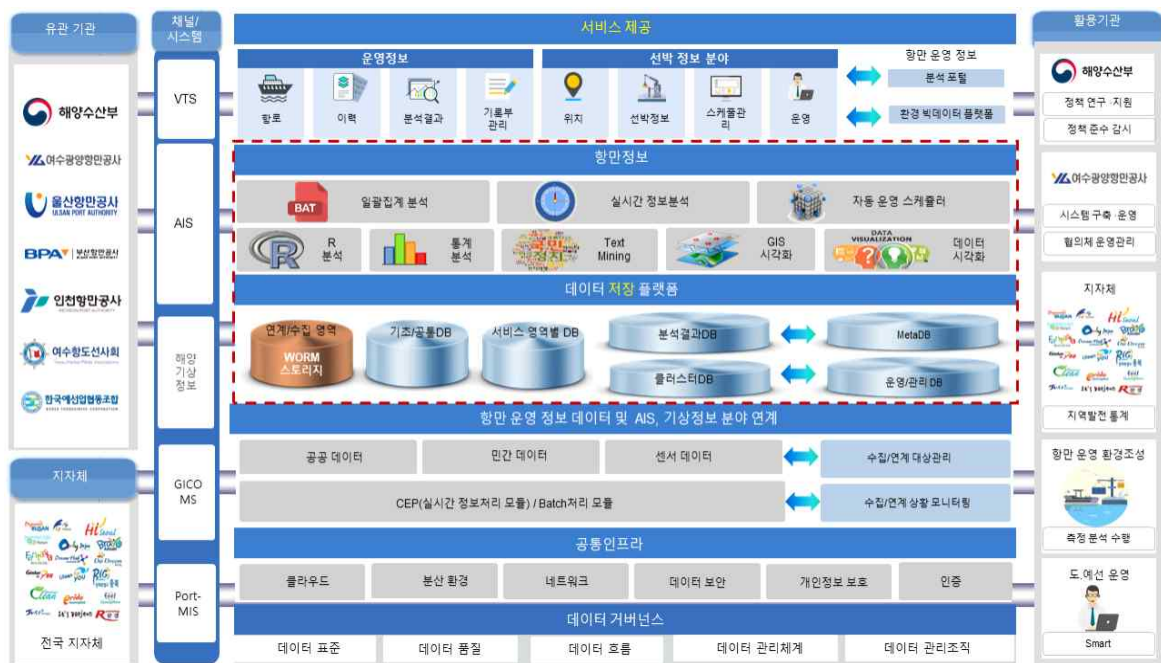 유관 기관
해양수산부
여수광양항만공사
울산항만공사
ULSAN PORT AUTHORITY
BPA 부산항만공사
인천항만공사
여수항도선사회
한국예선업협동조합
지자체
전국 지자체
채널/
시스템
VTS
AIS
해양
기상
정보
GICO
MS
Port-
MIS
서비스 제공
운영정보
항로
이력
분석결과
기록부
관리
선박 정보 분야
위치
선박정보
스케쥴관
리
운영
항만 운영 정보
분석 포털
환경 빅데이터 플랫폼
항만정보
BAT
일괄집계 분석
실시간 정보분석
자동 운영 스케쥴러
R
분석
통계
분석
Text
Mining
GIS
시각화
DATA
VISUALIZATION
데이터
시각화
데이터 저장 플랫폼
연계/수집 영역
WORM
스토리지
기초/공통DB
서비스 영역별 DB
분석결과DB
MetaDB
클러스터DB
운영/관리 DB
항만 운영 정보 데이터 및 AIS, 기상정보 분야 연계
공공 데이터
민간 데이터
센서 데이터
수집/연계 대상관리
CEP(실시간 정보처리 모듈) / Batch처리 모듈
수집/연계 상황 모니터링
공통인프라
클라우드
분산 환경
네트워크
데이터 보안
개인정보 보호
인증
데이터 거버넌스
데이터 표준
데이터 품질
데이터 흐름
데이터 관리체계
데이터 관리조직
활용기관
해양수산부
정책 연구·지원
정책 준수 감시
여수광양항만공사
시스템 구축·운영
협의체 운영관리
지자체
지역발전 통계
항만 운영 환경조성
측정 분석 수행
도.예선 운영
Smart